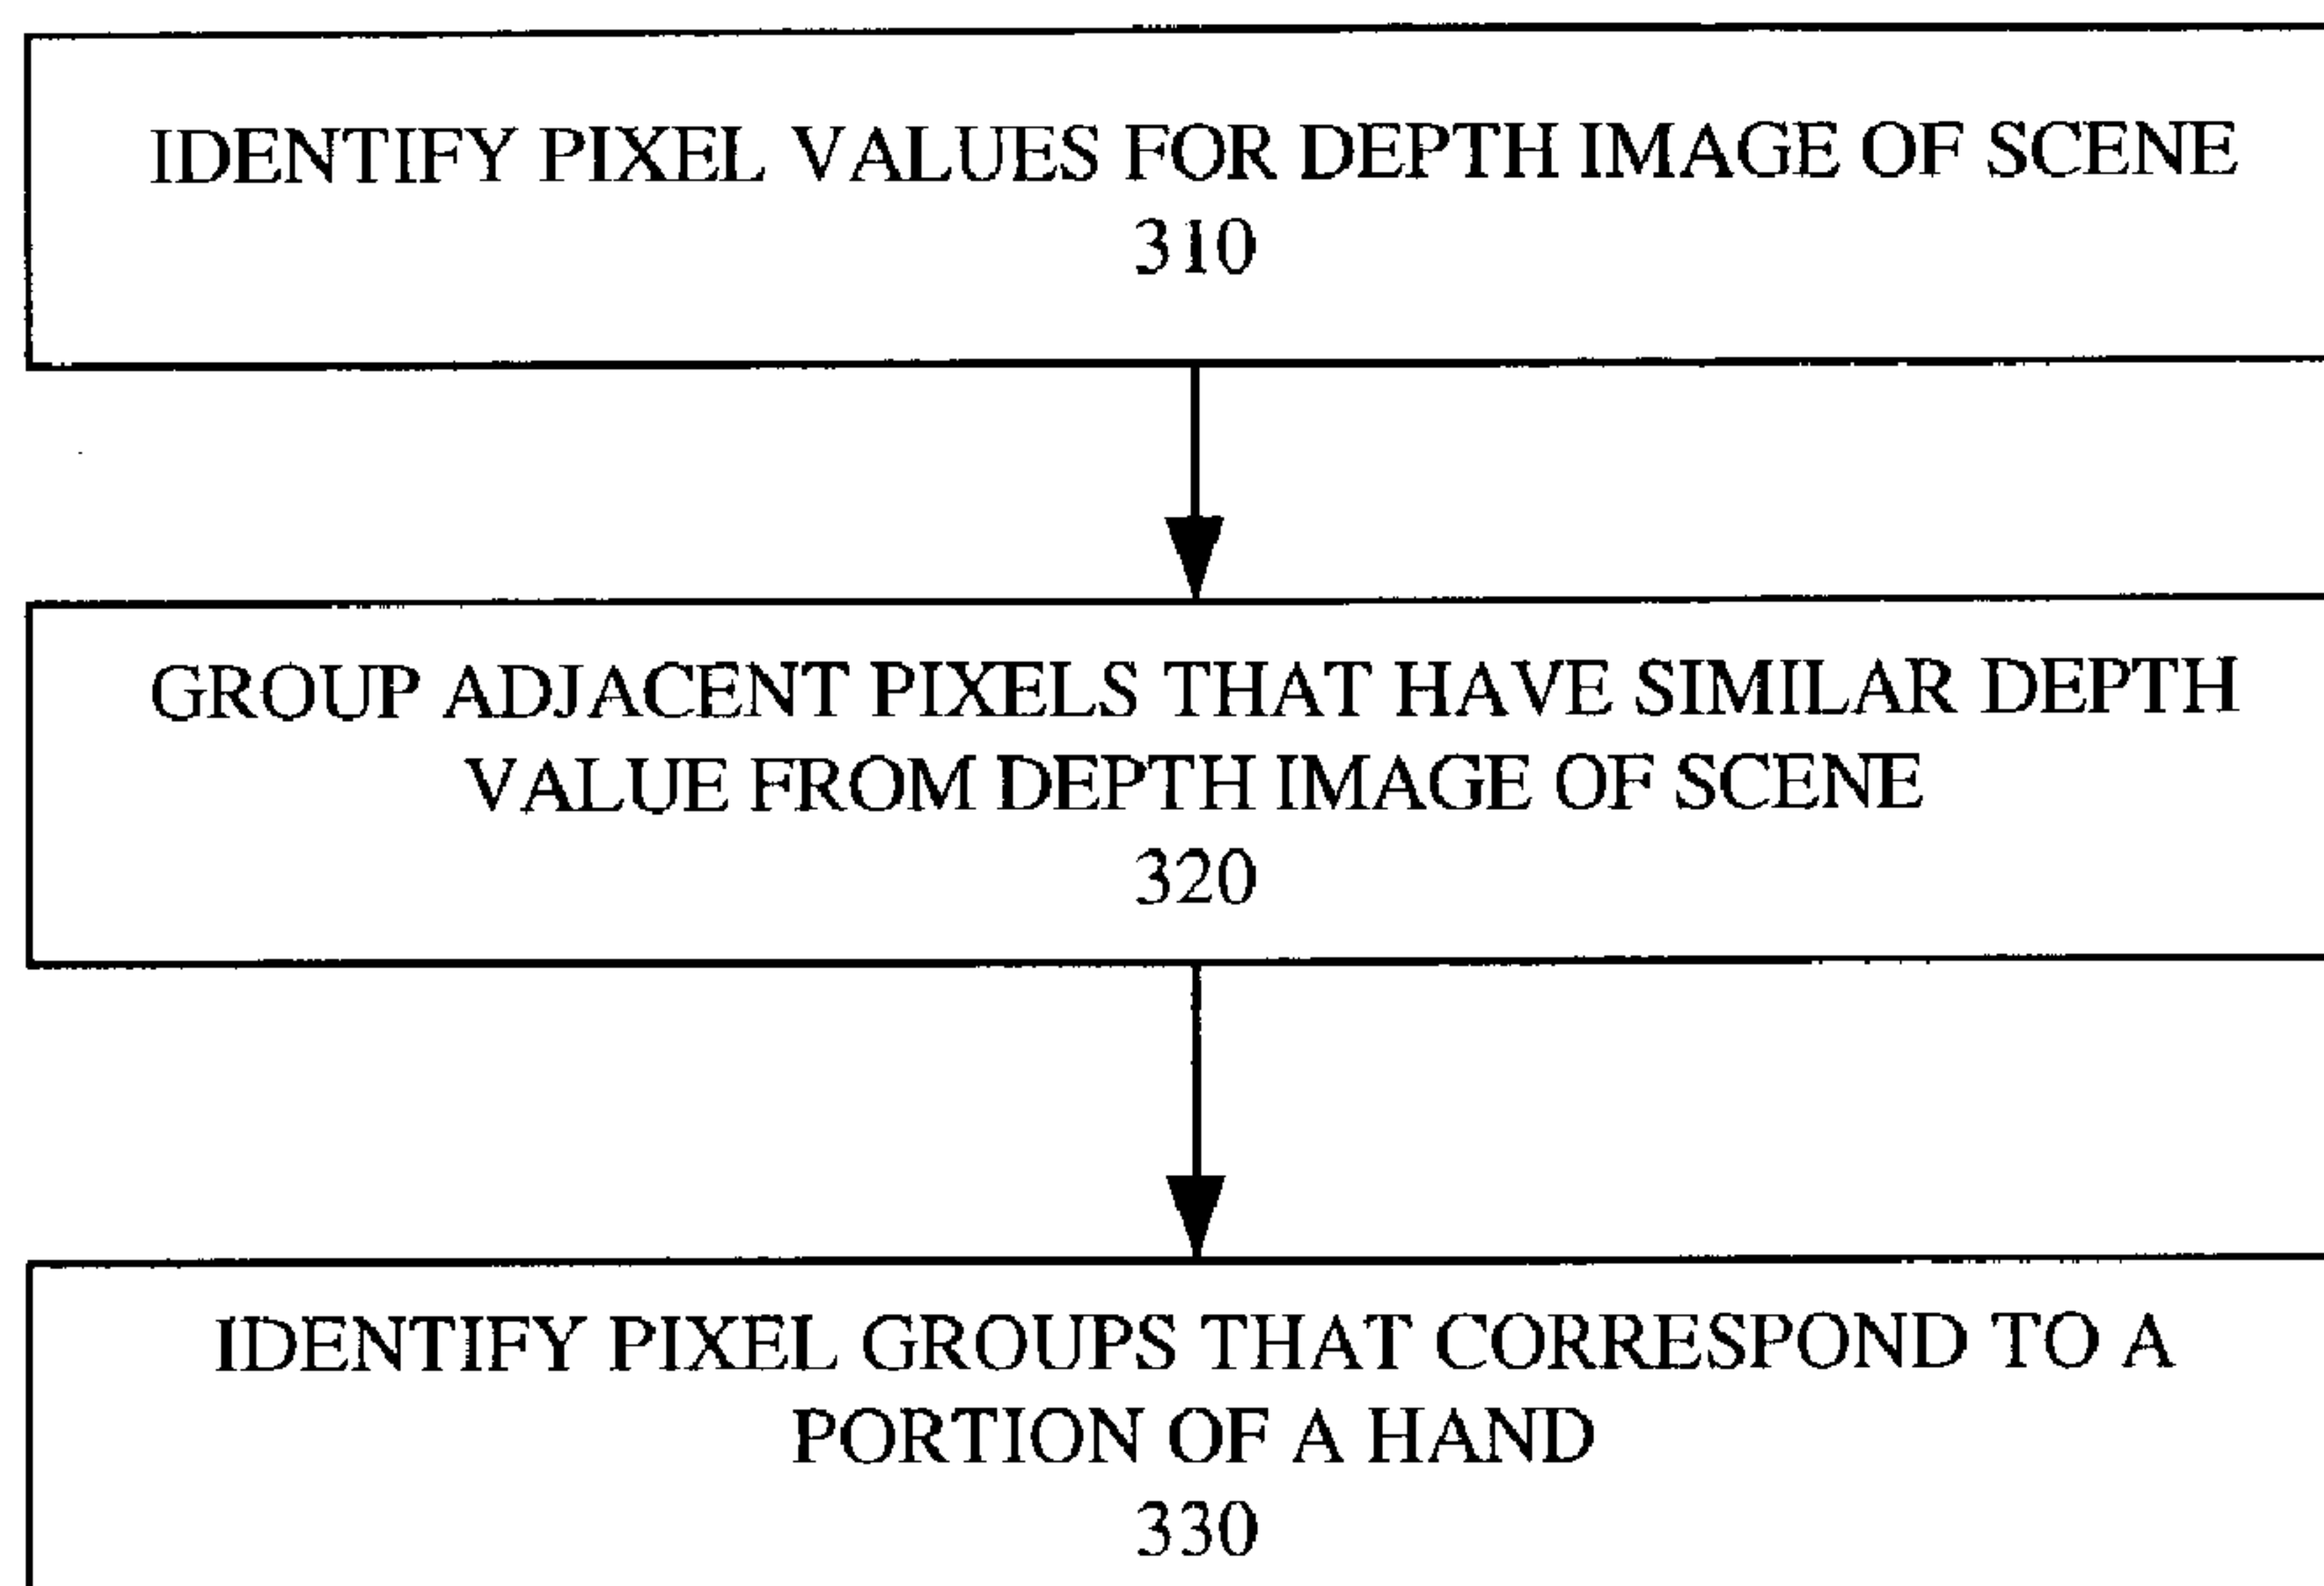 IDENTIFY PIXEL VALUES FOR DEPTH IMAGE OF SCENE
310
GROUP ADJACENT PIXELS THAT HAVE SIMILAR DEPTH
VALUE FROM DEPTH IMAGE OF SCENE
320
IDENTIFY PIXEL GROUPS THAT CORRESPOND TO A
PORTION OF A HAND
330